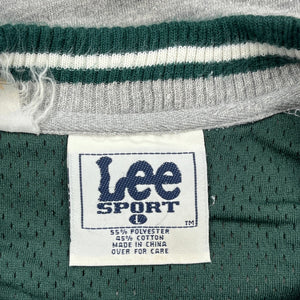 Lee
SPORT
L
TM
55% POLYESTER
45% COTTON
MADE IN CHINA
OVER FOR CARE